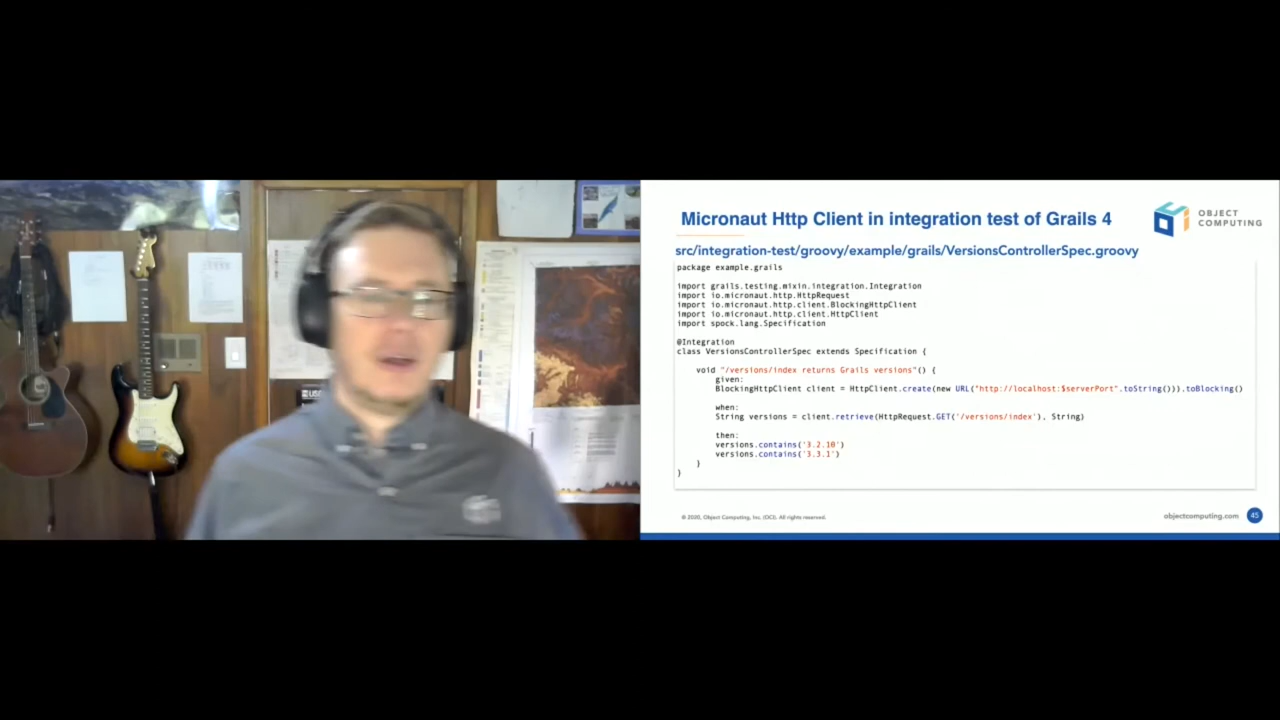 Micronaut Http Client in integration test of Grails 4
OBJECT
COMPUTING
src/integration-test/groovy/example/grails/VersionsControllerSpec.groovy
package example.grails
import grails.testing.mixin.integration.Integration
import io.micronaut.http.HttpRequest
import io.micronaut.http.client.BlockingHttpClient
import io.micronaut.http.client.HttpClient
import spock.lang.Specification
@Integration
class VersionsControllerSpec extends Specification {
void "/versions/index returns Grails versions"() {
given:
BlockingHttpClient client = HttpClient.create(new URL("http://localhost:$serverPort".toString())).toBlocking()
when:
String versions = client.retrieve(HttpRequest.GET('/versions/index'), String)
then:
versions.contains('3.2.10')
versions.contains('3.3.1')
}
}
© 2020, Object Computing, Inc. (OCI). All rights reserved.
objectcomputing.com 45